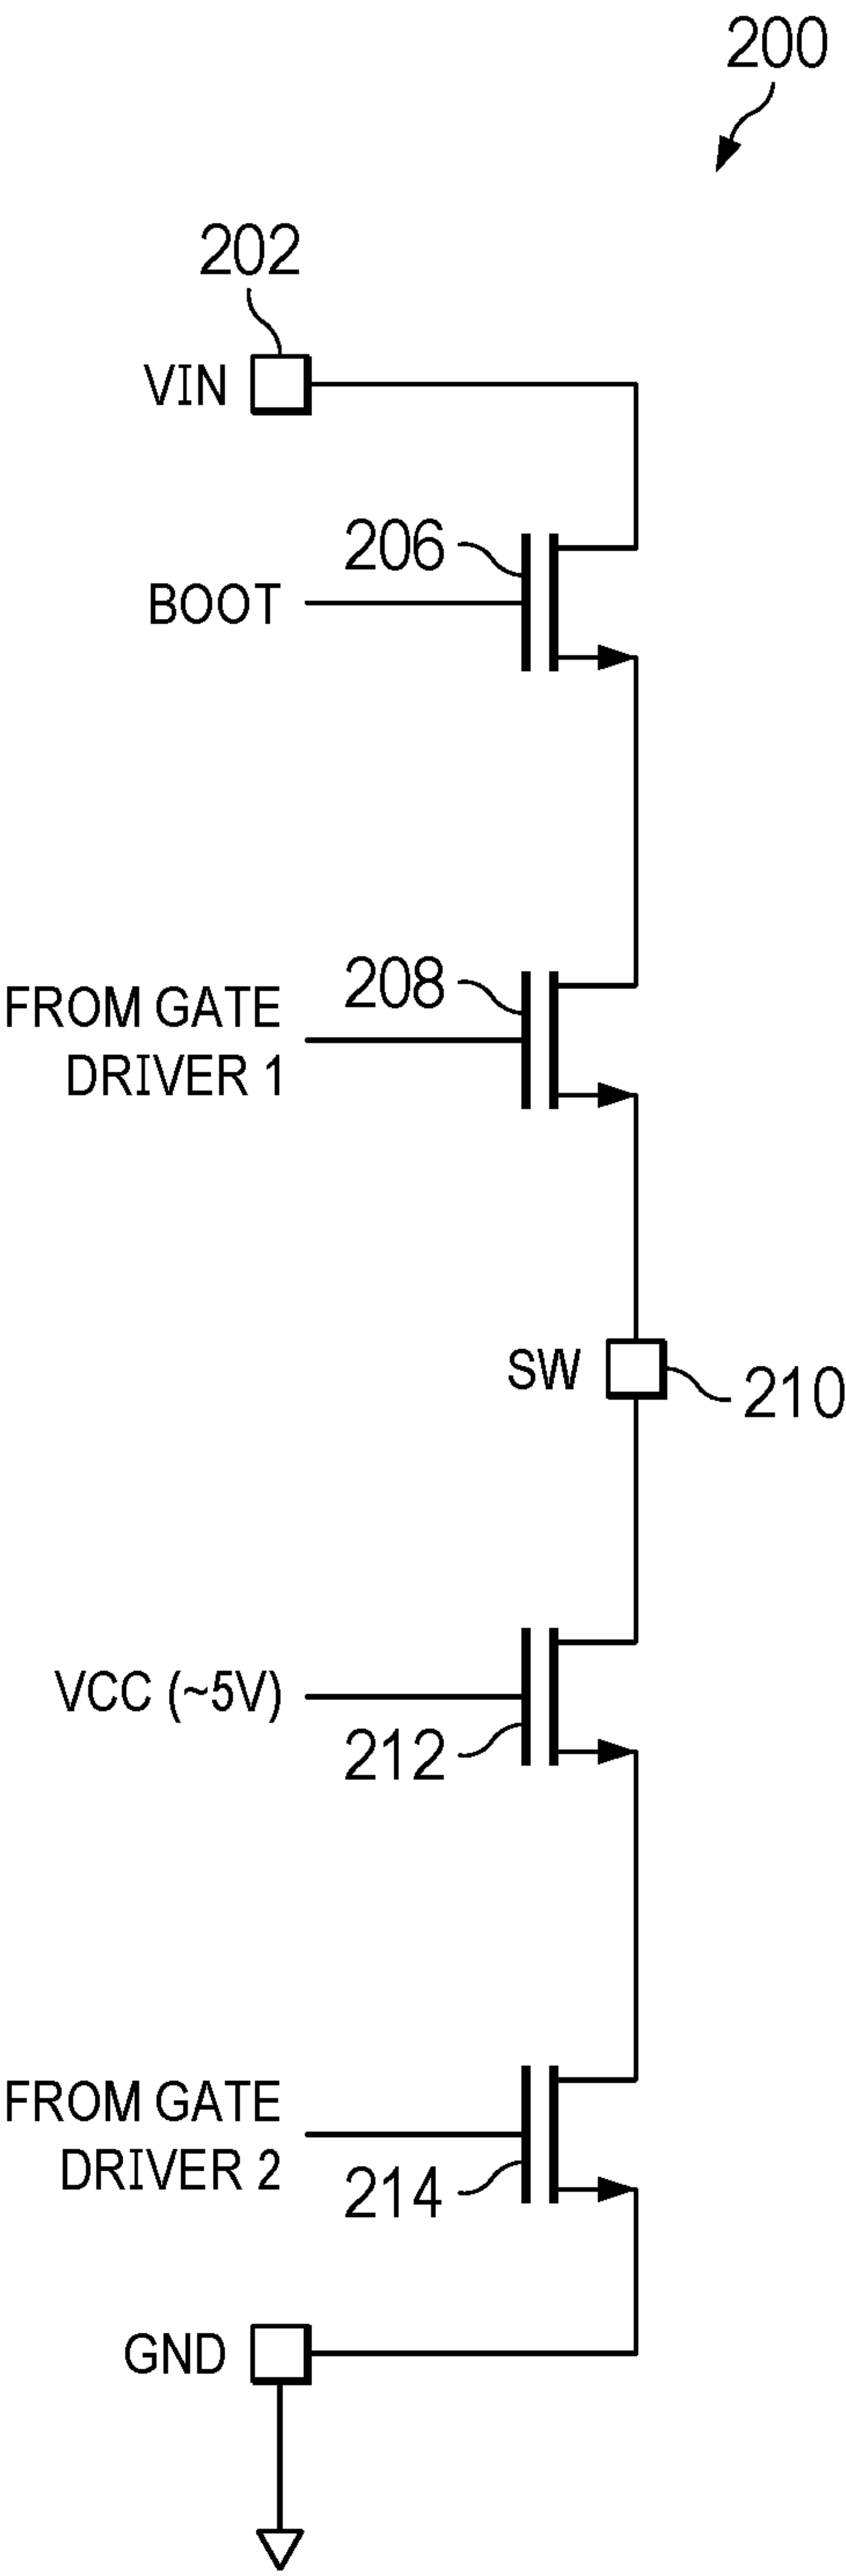 200
202
VIN
206
BOOT
208
FROM GATE
DRIVER 1
SW
210
VCC (~5V)
212
FROM GATE
DRIVER 2
214
GND